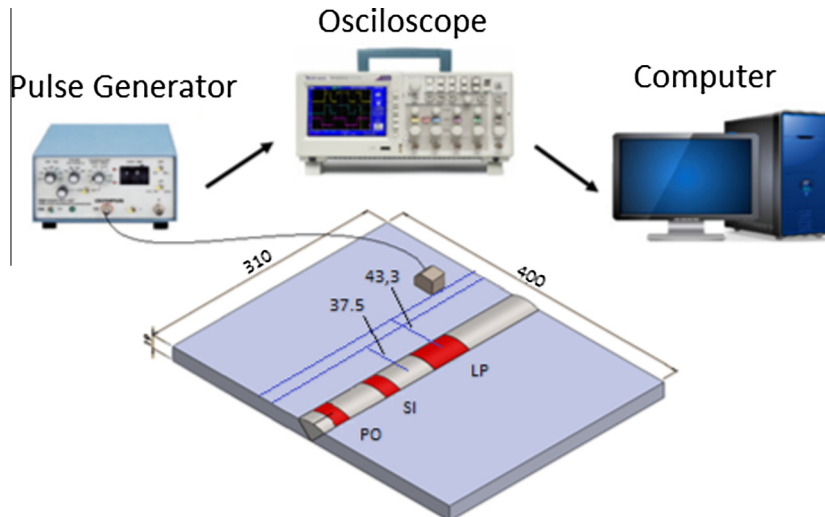 Osciloscope
Pulse Generator
Computer
310
400
43,3
37.5
LP
SI
PO